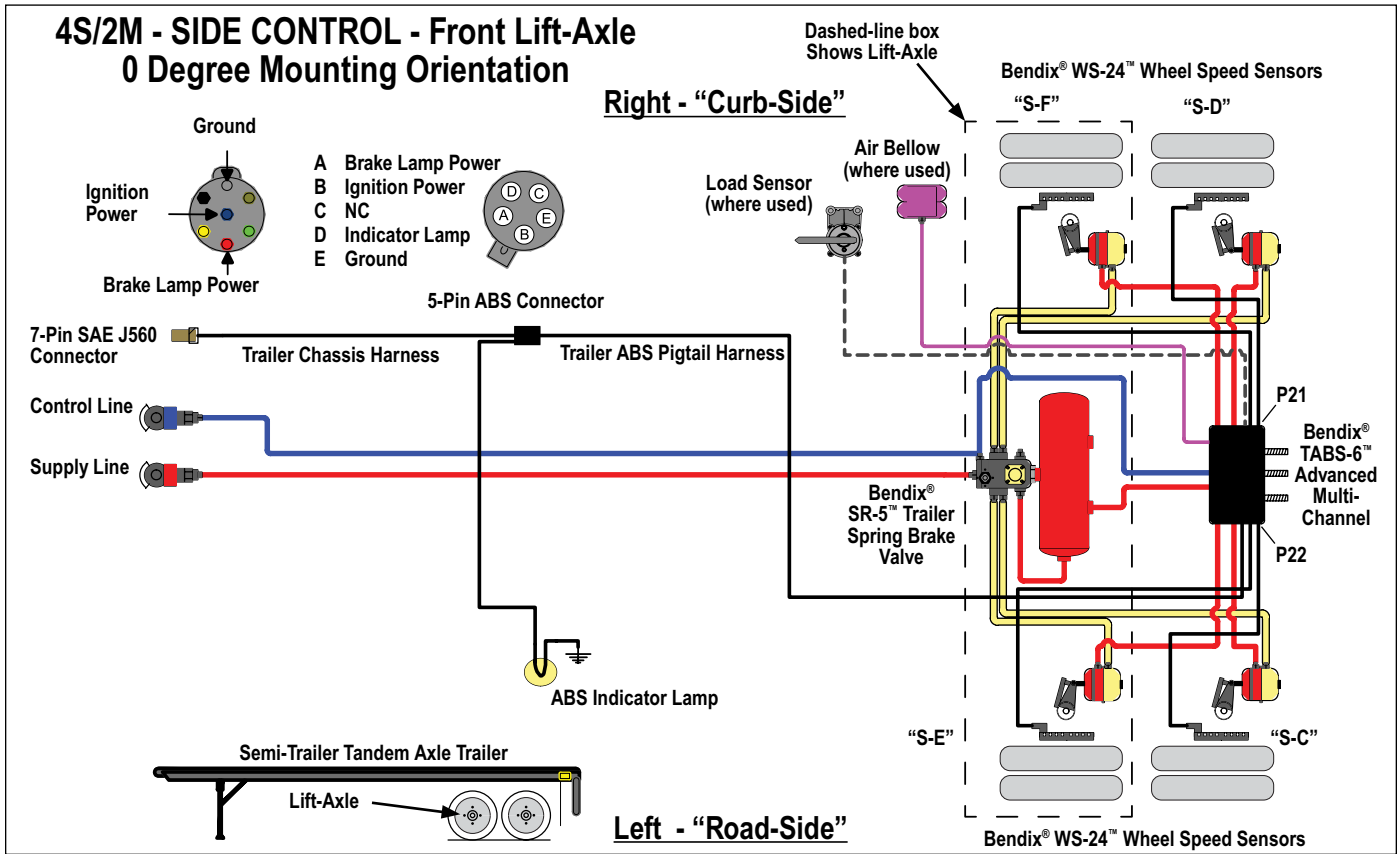 4S/2M - SIDE CONTROL - Front Lift-Axle
0 Degree Mounting Orientation
Dashed-line box
Shows Lift-Axle
Bendix® WS-24™ Wheel Speed Sensors
"S-F"
"S-D"
Right - "Curb-Side"
Ground
Ignition
Power
Brake Lamp Power
A Brake Lamp Power
B Ignition Power
C NC
D Indicator Lamp
E Ground
D
C
A
E
B
Air Bellow
(where used)
Load Sensor
(where used)
5-Pin ABS Connector
7-Pin SAE J560
Connector
Trailer Chassis Harness
Trailer ABS Pigtail Harness
Control Line
Supply Line
P21
Bendix®
TABS-6™
Advanced
Multi-
Channel
P22
Bendix®
SR-5™ Trailer
Spring Brake
Valve
ABS Indicator Lamp
"S-E"
"S-C"
Semi-Trailer Tandem Axle Trailer
Lift-Axle
Left - "Road-Side"
Bendix® WS-24™ Wheel Speed Sensors